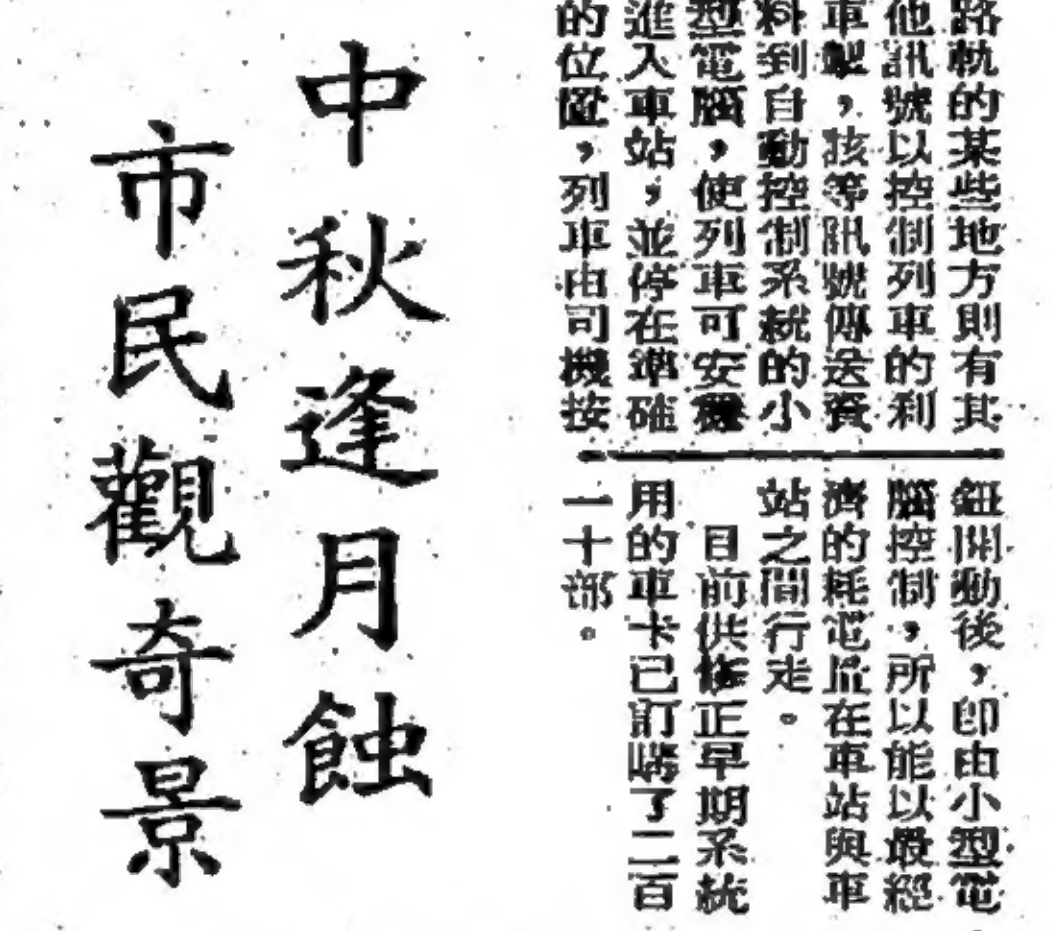 路軌的某些地方則有其
他訊號以控制列車的利
車製，該等訊號傳送資
料到自動控制系統的小
型電腦，使列車可安穩
進入車站，並停在準確
的位置，列車由司機按
鈕開動後，即由小型電
腦控制，所以能以最經
濟的耗電量在車站與車
站之間行走。
目前供修正早期系統
用的車卡已訂購了二百
一十部。
中秋逢月蝕
市民觀奇景